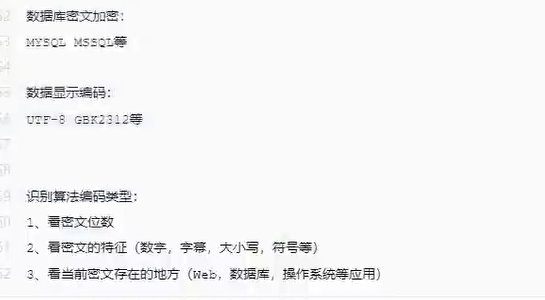 52 数据库密文加密：
53 MYSQL MSSQL等
54
55 数据显示编码：
56 UTF-8 GBK2312等
57
58
59 识别算法编码类型：
60 1、看密文位数
61 2、看密文的特征（数字，字幕，大小写，符号等）
62 3、看当前密文存在的地方（Web，数据库，操作系统等应用）